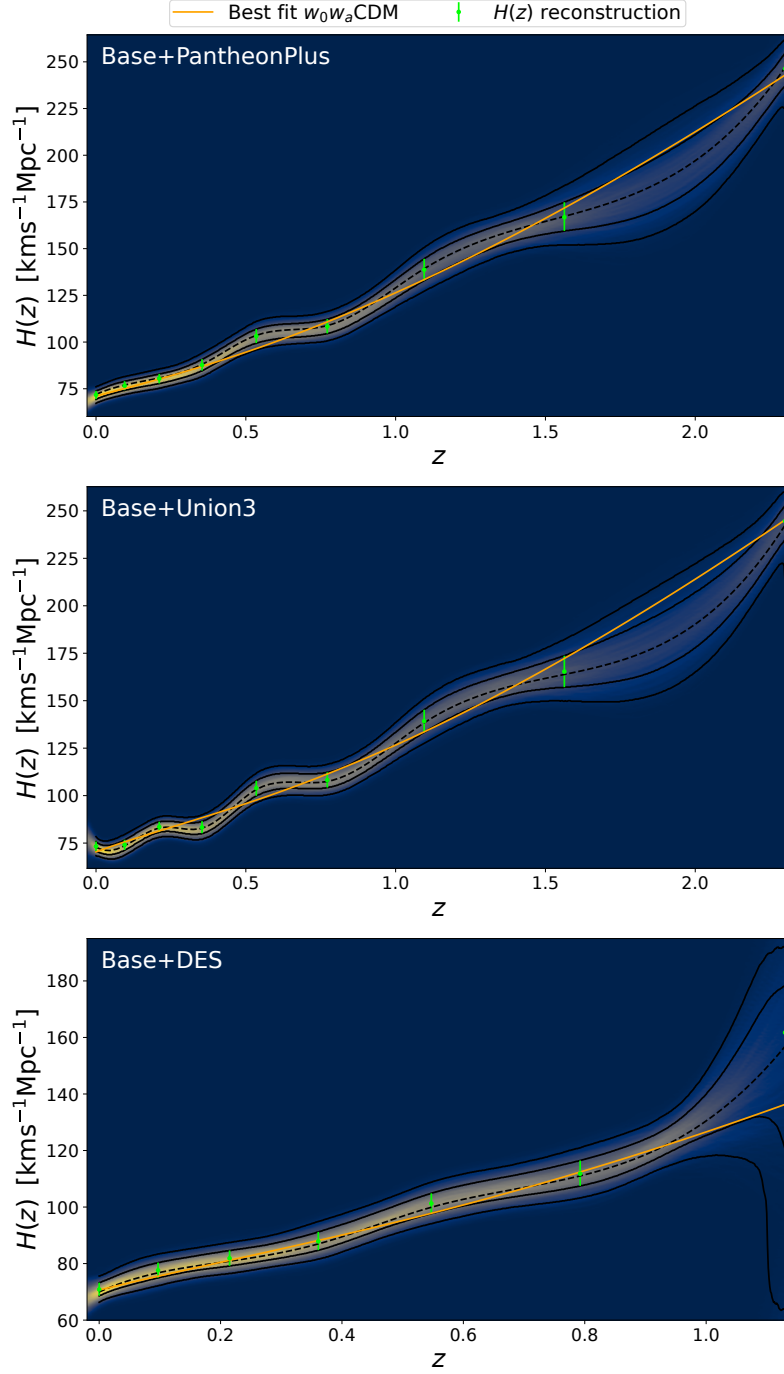 Best fit w₀wₐCDM H(z) reconstruction
Base+PantheonPlus
250
225
200
175
150
125
100
75
H(z) [kms⁻¹Mpc⁻¹]
0.0 0.5 1.0 1.5 2.0
z
Base+Union3
250
225
200
175
150
125
100
75
H(z) [kms⁻¹Mpc⁻¹]
0.0 0.5 1.0 1.5 2.0
z
Base+DES
180
160
140
120
100
80
60
H(z) [kms⁻¹Mpc⁻¹]
0.0 0.2 0.4 0.6 0.8 1.0
z